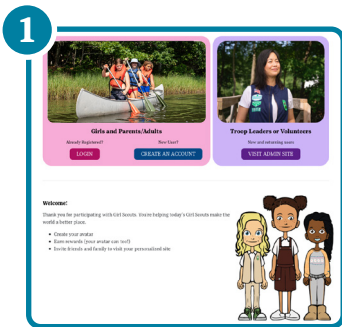 1
Girls and Parents/Adults
Already Registered?
New User?
LOGIN
CREATE AN ACCOUNT
Troop Leaders or Volunteers
New and returning users
VISIT ADMIN SITE
Welcome!
Thank you for participating with Girl Scouts. You're helping today's Girl Scouts make the
world a better place.
Create your avatar
Earn rewards (your avatar can too!)
Invite friends and family to visit your personalized site